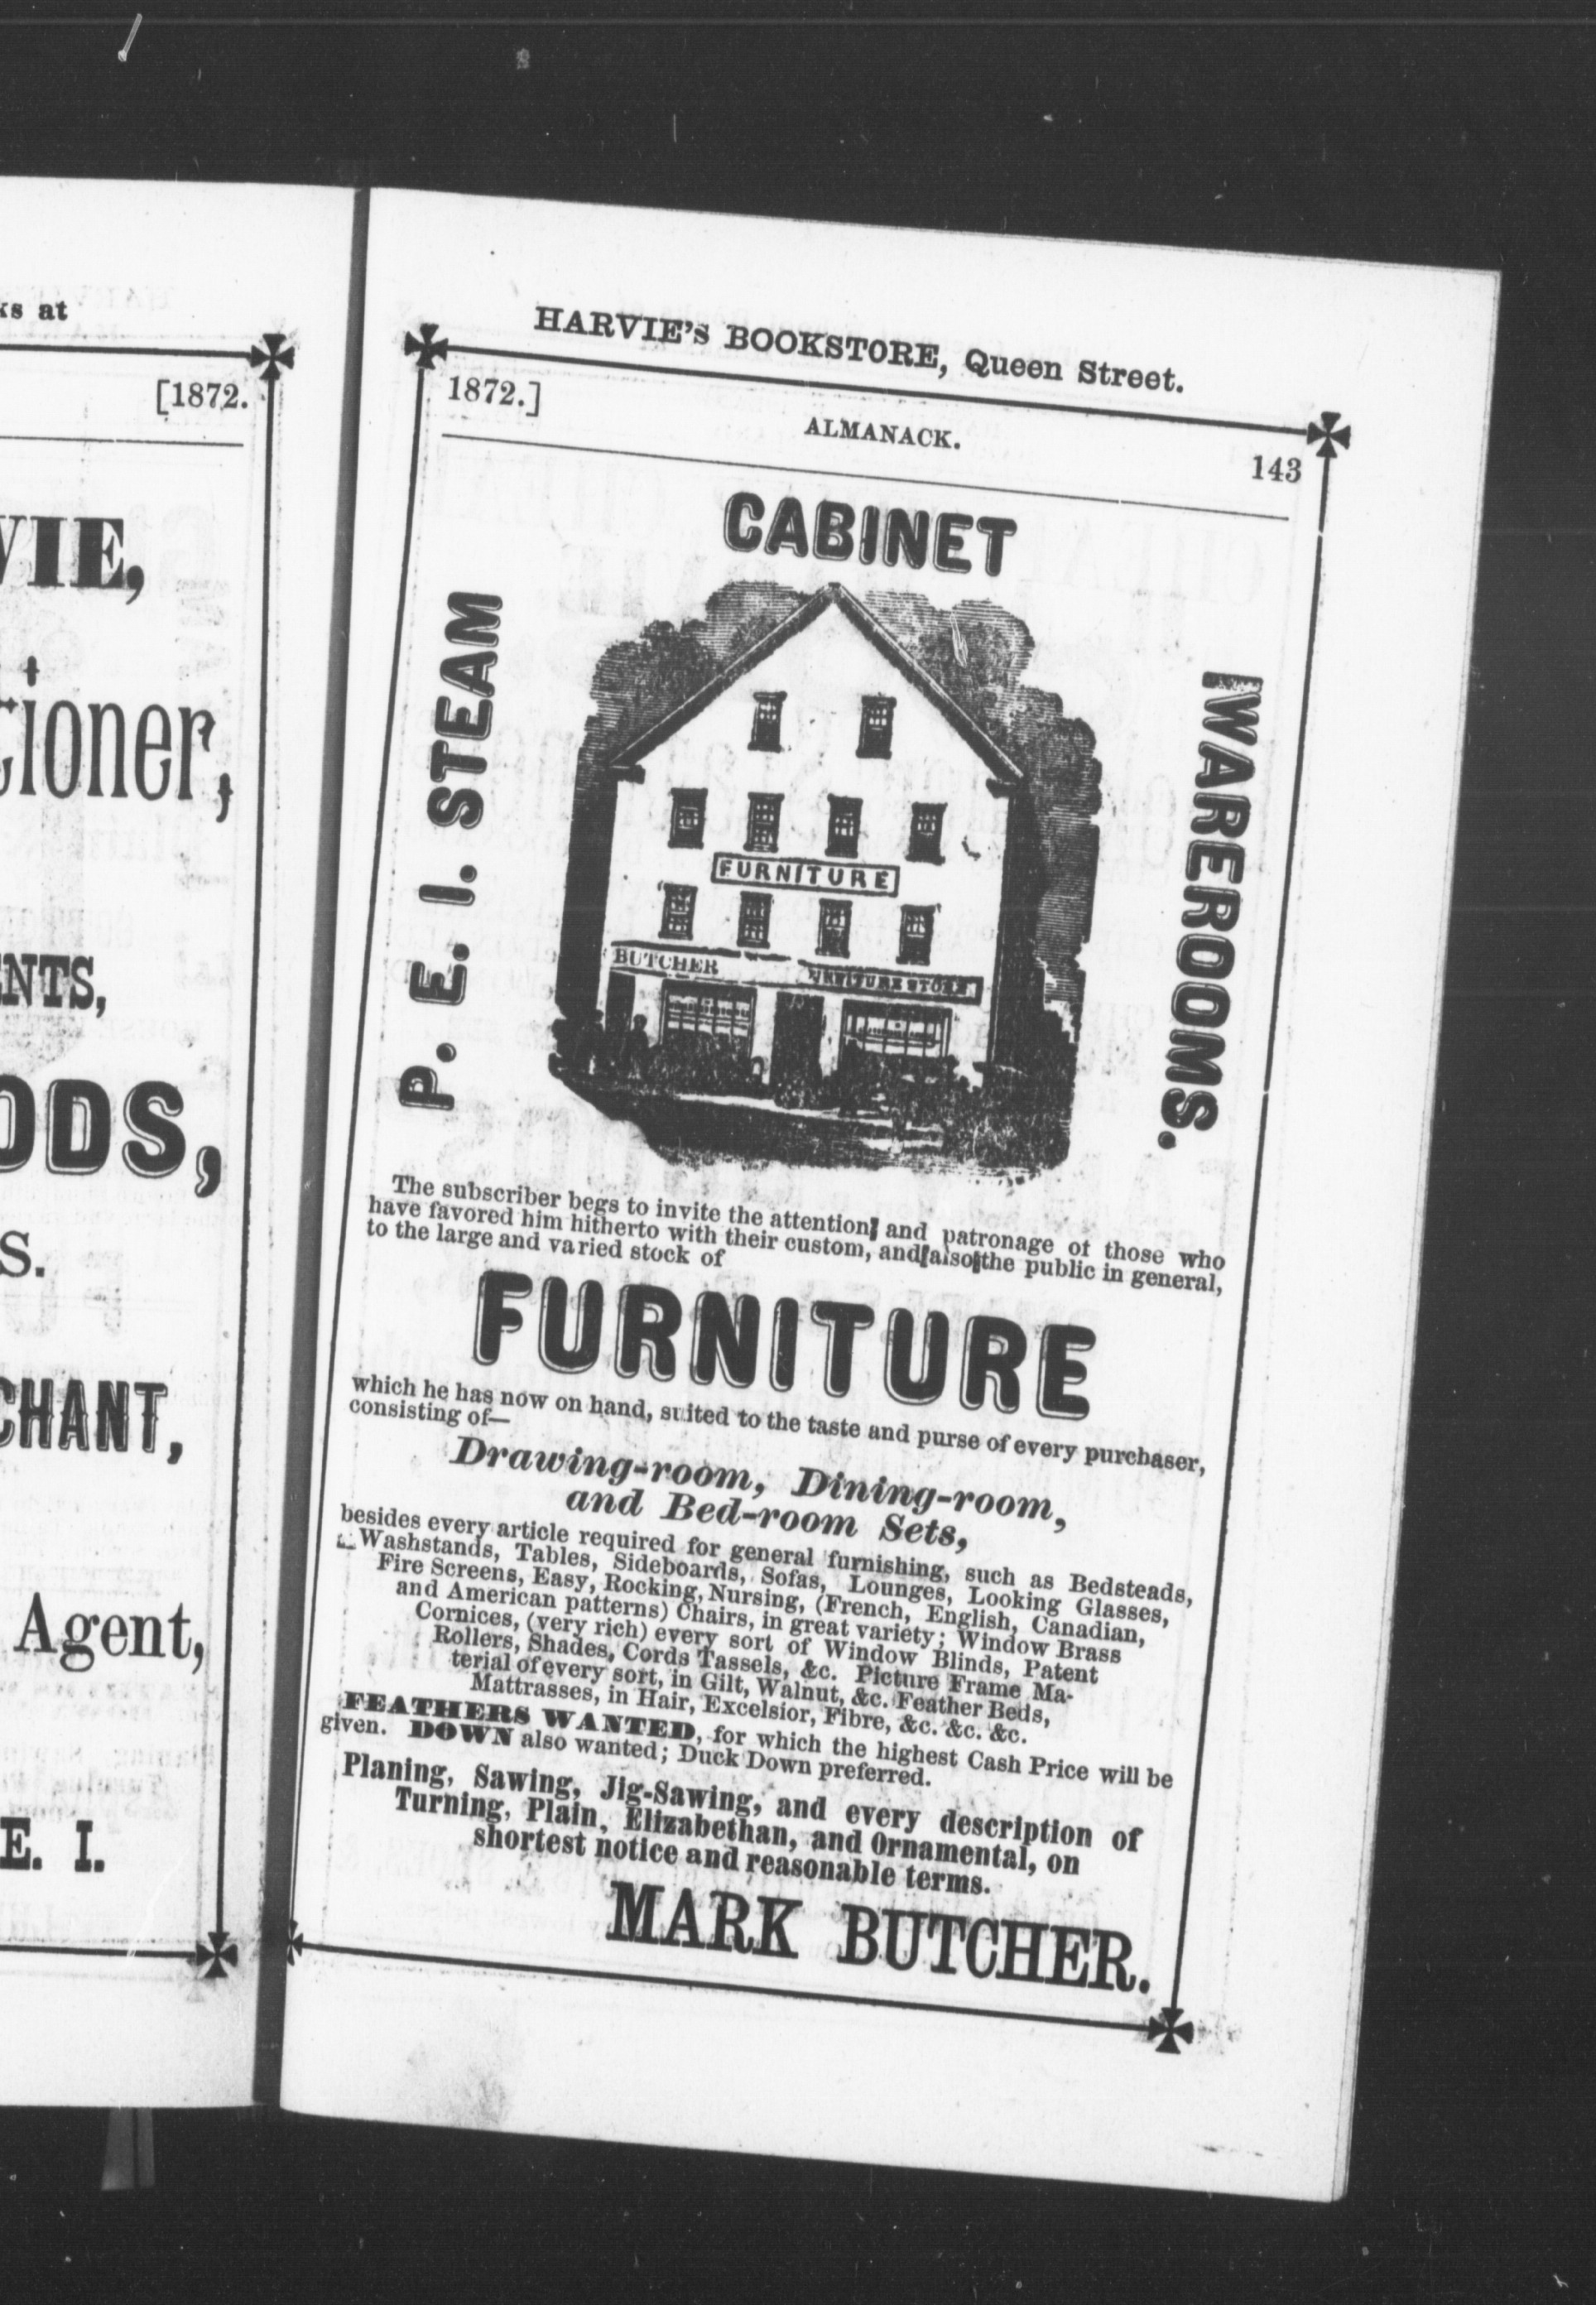 ks at
[1872.
VIE,
tioner,
NTS,
ODS,
S.
CHANT,
Agent,
E. I.
HARVIE'S BOOKSTORE, Queen Street.
1872.]
ALMANACK.
143
P. E. I. STEAM
CABINET
WAREROOMS.
FURNITURE
BUTCHER
FURNITURE STORE
The subscriber begs to invite the attention and patronage of those who
have favored him hitherto with their custom, and also the public in general,
to the large and varied stock of
FURNITURE
which he has now on hand, suited to the taste and purse of every purchaser,
consisting of—
Drawing-room, Dining-room,
and Bed-room Sets,
besides every article required for general furnishing, such as Bedsteads,
Washstands, Tables, Sideboards, Sofas, Lounges, Looking Glasses,
Fire Screens, Easy, Rocking, Nursing, (French, English, Canadian,
and American patterns) Chairs, in great variety; Window Brass
Cornices, (very rich) every sort of Window Blinds, Patent
Rollers, Shades, Cords Tassels, &c. Picture Frame Ma-
terial of every sort, in Gilt, Walnut, &c. Feather Beds,
Mattrasses, in Hair, Excelsior, Fibre, &c. &c. &c.
FEATHERS WANTED, for which the highest Cash Price will be
given. DOWN also wanted; Duck Down preferred.
Planing, Sawing, Jig-Sawing, and every description of
Turning, Plain, Elizabethan, and Ornamental, on
shortest notice and reasonable terms.
MARK BUTCHER.